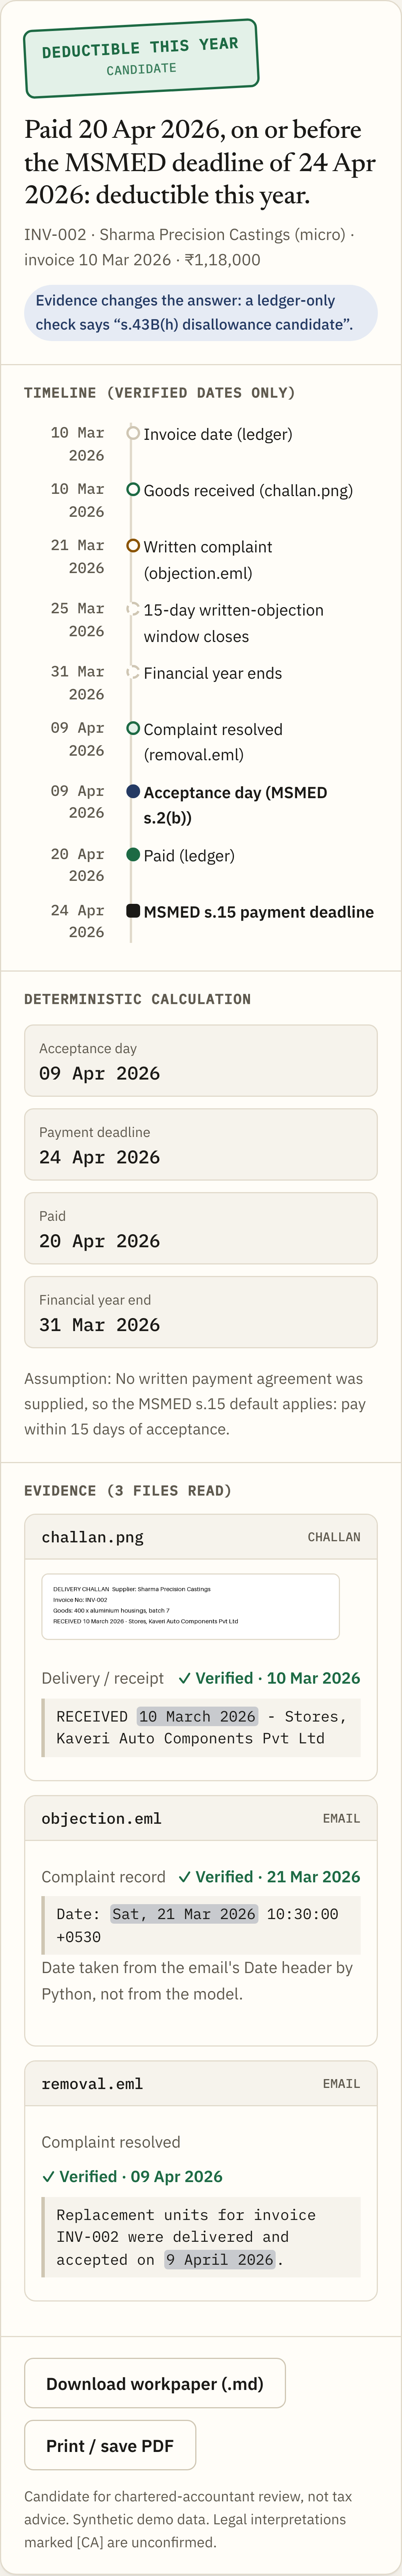 DEDUCTIBLE THIS YEAR
CANDIDATE
Paid 20 Apr 2026, on or before
the MSMED deadline of 24 Apr
2026: deductible this year.
INV-002 · Sharma Precision Castings (micro) ·
invoice 10 Mar 2026 · ₹1,18,000
Evidence changes the answer: a ledger-only
check says “s.43B(h) disallowance candidate”.
TIMELINE (VERIFIED DATES ONLY)
10 Mar 2026 Invoice date (ledger)
10 Mar 2026 Goods received (challan.png)
21 Mar 2026 Written complaint
(objection.eml)
25 Mar 2026 15-day written-objection
window closes
31 Mar 2026 Financial year ends
09 Apr 2026 Complaint resolved
(removal.eml)
09 Apr 2026 Acceptance day (MSMED
s.2(b))
20 Apr 2026 Paid (ledger)
24 Apr 2026 MSMED s.15 payment deadline
DETERMINISTIC CALCULATION
Acceptance day
09 Apr 2026
Payment deadline
24 Apr 2026
Paid
20 Apr 2026
Financial year end
31 Mar 2026
Assumption: No written payment agreement was
supplied, so the MSMED s.15 default applies: pay
within 15 days of acceptance.
EVIDENCE (3 FILES READ)
challan.png CHALLAN
DELIVERY CHALLAN Supplier: Sharma Precision Castings
Invoice No: INV-002
Goods: 400 x aluminium housings, batch 7
RECEIVED 10 March 2026 - Stores, Kaveri Auto Components Pvt Ltd
Delivery / receipt ✓ Verified · 10 Mar 2026
RECEIVED 10 March 2026 - Stores,
Kaveri Auto Components Pvt Ltd
objection.eml EMAIL
Complaint record ✓ Verified · 21 Mar 2026
Date: Sat, 21 Mar 2026 10:30:00
+0530
Date taken from the email's Date header by
Python, not from the model.
removal.eml EMAIL
Complaint resolved
✓ Verified · 09 Apr 2026
Replacement units for invoice
INV-002 were delivered and
accepted on 9 April 2026.
Download workpaper (.md)
Print / save PDF
Candidate for chartered-accountant review, not tax
advice. Synthetic demo data. Legal interpretations
marked [CA] are unconfirmed.